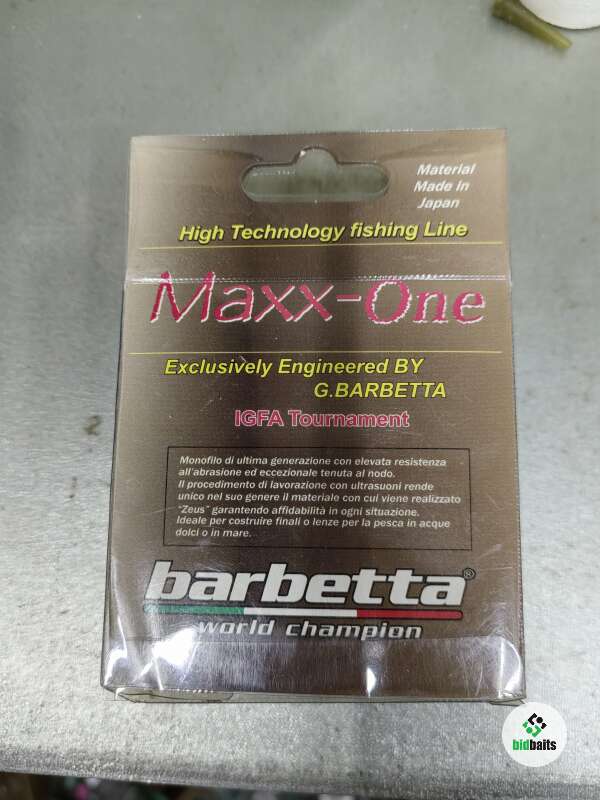 Material
Made in
Japan
High Technology fishing Line
Maxx-One
Exclusively Engineered BY
G.BARBETTA
IGFA Tournament
Monofilo di ultima generazione con elevata resistenza
all'abrasione ed eccezionale tenuta al nodo.
Il procedimento di lavorazione con ultrasuoni rende
unico nel suo genere il materiale con cui viene realizzato
"Zeus" garantendo affidabilità in ogni situazione.
Ideale per costruire finali o lenze per la pesca in acque
dolci o in mare.
barbetta®
world champion
bidbaits